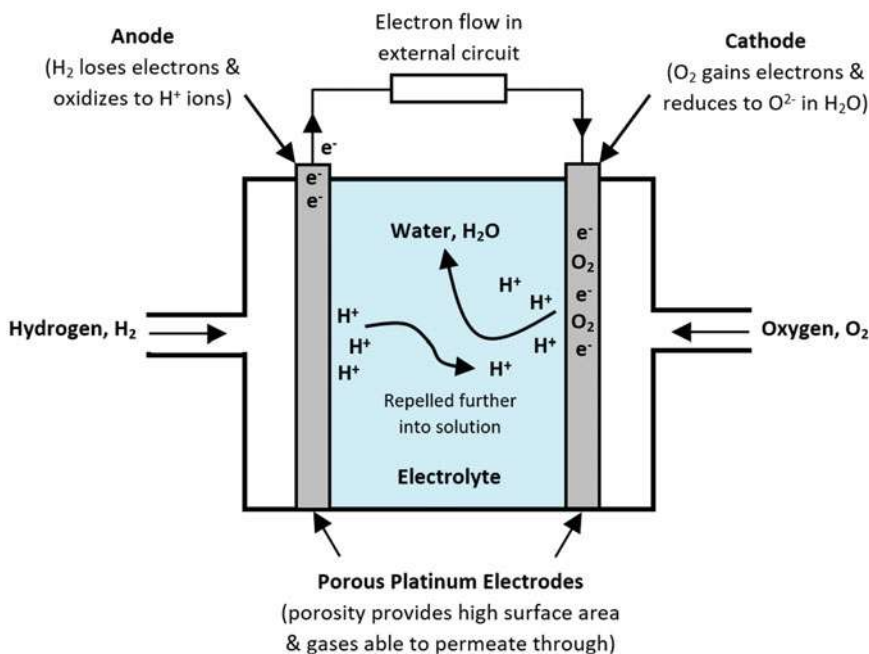 Electron flow in
external circuit
Anode
(H₂ loses electrons &
oxidizes to H⁺ ions)
Cathode
(O₂ gains electrons &
reduces to O²⁻ in H₂O)
e⁻
e⁻
e⁻
Water, H₂O
e⁻
O₂
e⁻
O₂
e⁻
H⁺
H⁺
H⁺
H⁺
H⁺
H⁺
H⁺
Hydrogen, H₂
Oxygen, O₂
Repelled further
into solution
Electrolyte
Porous Platinum Electrodes
(porosity provides high surface area
& gases able to permeate through)